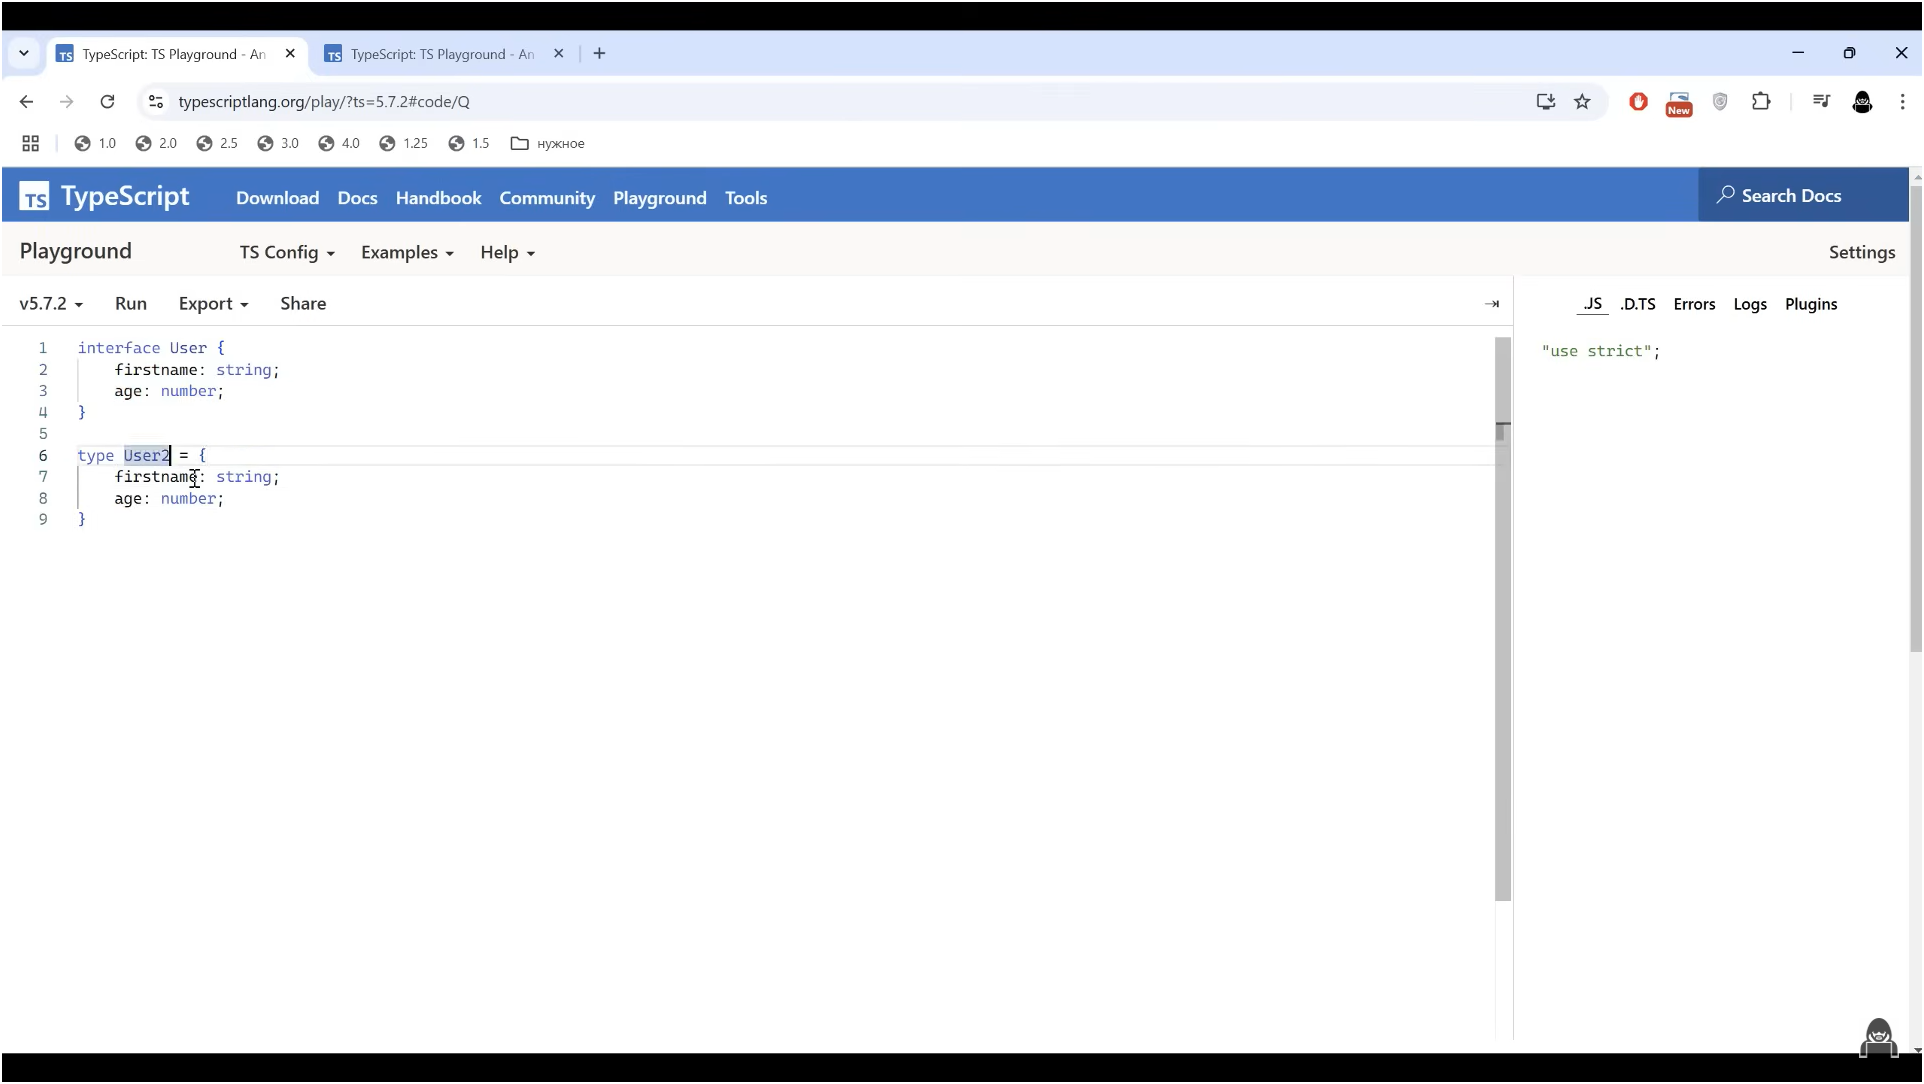 TypeScript: TS Playground - An
TypeScript: TS Playground - An
typescriptlang.org/play/?ts=5.7.2#code/Q
New
1.0 2.0 2.5 3.0 4.0 1.25 1.5 нужное
TS TypeScript Download Docs Handbook Community Playground Tools Search Docs
Playground TS Config Examples Help Settings
v5.7.2 Run Export Share
.JS .D.TS Errors Logs Plugins
1 interface User {
2 firstname: string;
3 age: number;
4 }
5
6 type User2 = {
7 firstname: string;
8 age: number;
9 }
"use strict";